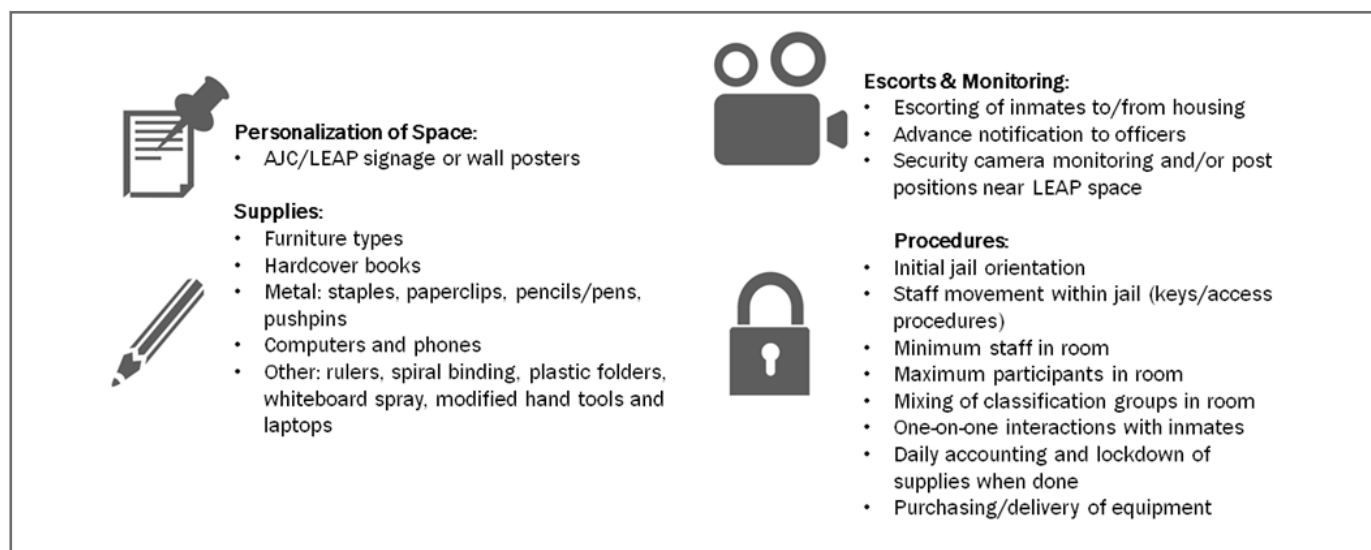 Personalization of Space:
• AJC/LEAP signage or wall posters
Supplies:
• Furniture types
• Hardcover books
• Metal: staples, paperclips, pencils/pens,
pushpins
• Computers and phones
• Other: rulers, spiral binding, plastic folders,
whiteboard spray, modified hand tools and
laptops
Escorts & Monitoring:
• Escorting of inmates to/from housing
• Advance notification to officers
• Security camera monitoring and/or post
positions near LEAP space
Procedures:
• Initial jail orientation
• Staff movement within jail (keys/access
procedures)
• Minimum staff in room
• Maximum participants in room
• Mixing of classification groups in room
• One-on-one interactions with inmates
• Daily accounting and lockdown of
supplies when done
• Purchasing/delivery of equipment